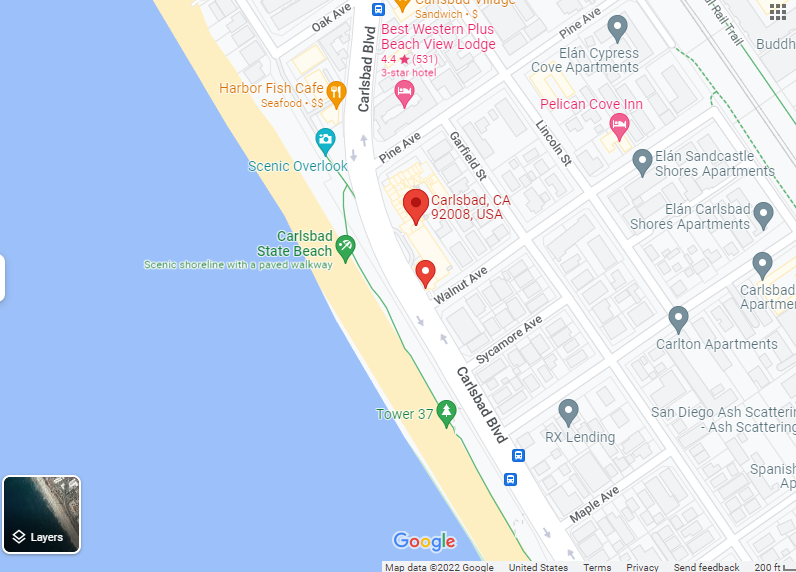 Carlsbad Village
Sandwich • $
Oak Ave
Carlsbad Blvd
Best Western Plus
Beach View Lodge
4.4 ★ (531)
3-star hotel
Pine Ave
Elán Cypress
Cove Apartments
Rail-Trail
Buddh
Harbor Fish Cafe
Seafood • $$
Pelican Cove Inn
Pine Ave
Garfield St
Lincoln St
Scenic Overlook
Elán Sandcastle
Shores Apartments
Carlsbad, CA
92008, USA
Elán Carlsbad
Shores Apartments
Carlsbad
State Beach
Scenic shoreline with a paved walkway
Walnut Ave
Carlsbad
Apartmen
Sycamore Ave
Carlton Apartments
Carlsbad Blvd
Tower 37
RX Lending
San Diego Ash Scatterin
- Ash Scattering
Spanish
Ap
Maple Ave
Layers
Google
Map data ©2022 Google United States Terms Privacy Send feedback 200 ft